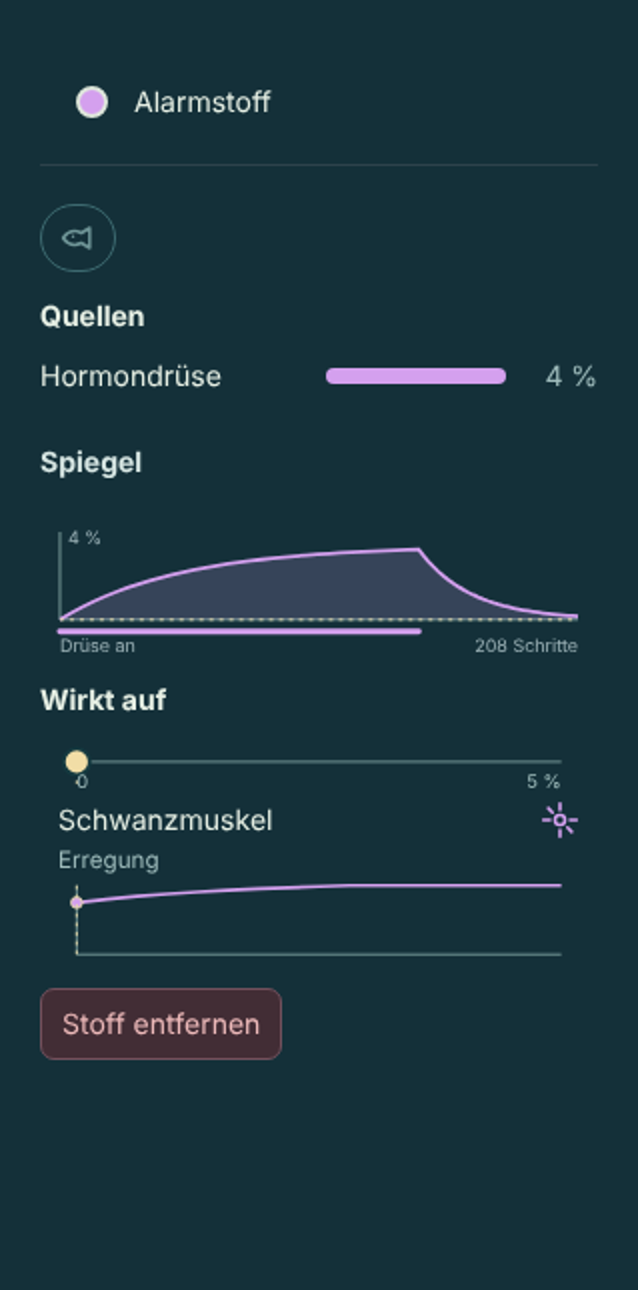 Alarmstoff
Quellen
Hormondrüse 4 %
Spiegel
4 %
Drüse an 208 Schritte
Wirkt auf
0 5 %
Schwanzmuskel
Erregung
Stoff entfernen